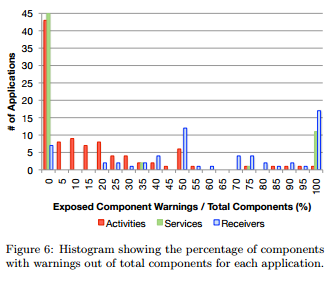 45
40
35
30
25
20
15
10
5
0
# of Applications
0 5 10 15 20 25 30 35 40 45 50 55 60 65 70 75 80 85 90 95 100
Exposed Component Warnings / Total Components (%)
Activities Services Receivers
Figure 6: Histogram showing the percentage of components
with warnings out of total components for each application.